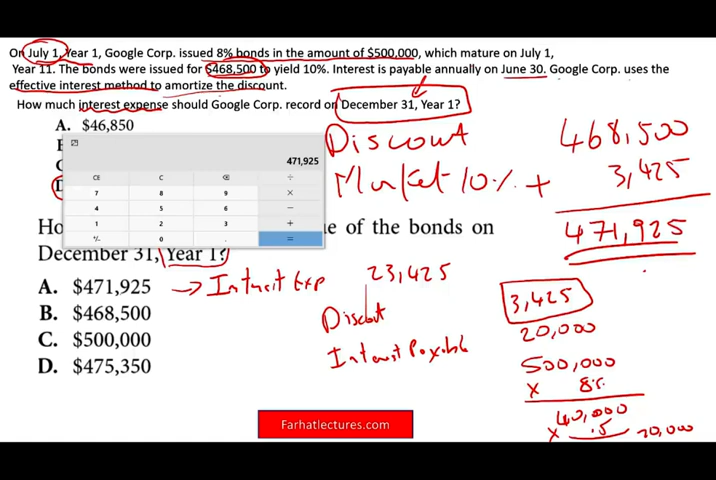 On July 1, Year 1, Google Corp. issued 8% bonds in the amount of $500,000, which mature on July 1,
Year 11. The bonds were issued for $468,500 to yield 10%. Interest is payable annually on June 30. Google Corp. uses the
effective interest method to amortize the discount.
How much interest expense should Google Corp. record on December 31, Year 1?
A. $46,850
Discount
Market 10%
468,500
+ 3,425
471,925
471,925
CE C ⌫ ÷
7 8 9 ×
4 5 6 −
1 2 3 +
+/- 0 . =
Ho
e of the bonds on
December 31, Year 1?
A. $471,925
B. $468,500
C. $500,000
D. $475,350
→ Interest Exp 23,425
Discout
Interest Payable
3,425
20,000
500,000
× 8%
40,000
× .5 20,000
Farhatlectures.com